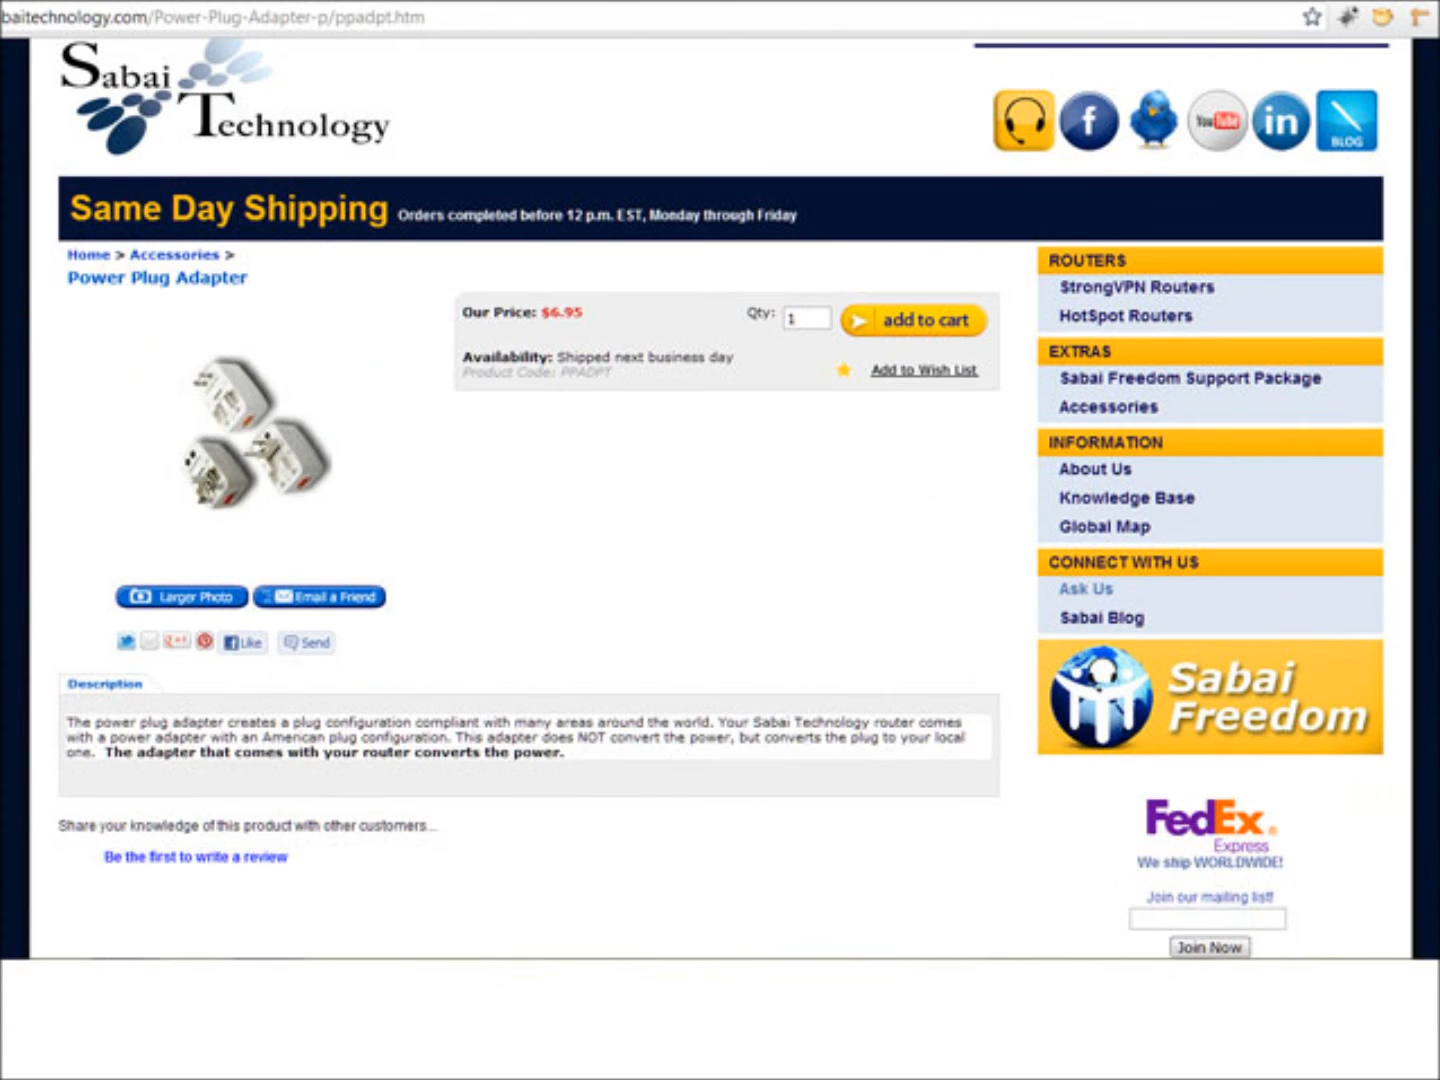 baitechnology.com/Power-Plug-Adapter-p/ppadpt.htm
Sabai
Technology
You Tube
f
in
BLOG
Same Day Shipping Orders completed before 12 p.m. EST, Monday through Friday
Home > Accessories >
Power Plug Adapter
Our Price: $6.95
Qty: 1
add to cart
Availability: Shipped next business day
Product Code: PPADPT
Add to Wish List
Larger Photo
Email a Friend
Like
Send
Description
The power plug adapter creates a plug configuration compliant with many areas around the world. Your Sabai Technology router comes
with a power adapter with an American plug configuration. This adapter does NOT convert the power, but converts the plug to your local
one. The adapter that comes with your router converts the power.
Share your knowledge of this product with other customers...
Be the first to write a review
ROUTERS
StrongVPN Routers
HotSpot Routers
EXTRAS
Sabai Freedom Support Package
Accessories
INFORMATION
About Us
Knowledge Base
Global Map
CONNECT WITH US
Ask Us
Sabai Blog
Sabai
Freedom
FedEx
Express
We ship WORLDWIDE!
Join our mailing list!
Join Now